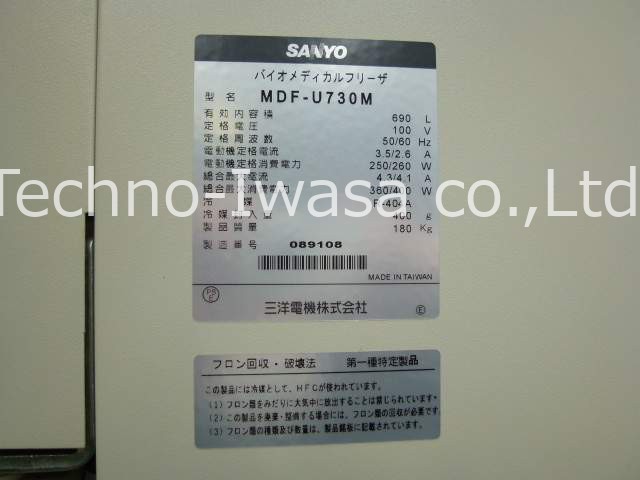 SANYO
バイオメディカルフリーザ
型名 MDF-U730M
有効内容積 690 L
定格電圧 100 V
定格周波数 50/60 Hz
電動機定格電流 3.5/2.6 A
電動機定格消費電力 250/260 W
総合最大電流 4.3/4.1 A
総合最大消費電力 360/400 W
Techno Iwasa co.,Ltd
冷媒 R-404A
冷媒封入量 400 g
製品質量 180 Kg
製造番号 089108
MADE IN TAIWAN
PS E
三洋電機株式会社 E
フロン回収・破壊法 第一種特定製品
この製品には冷媒として、HFCが使われています。
(1) フロン類をみだりに大気中に放出することは禁じられています。
(2) この製品を廃棄・整備する場合には、フロン類の回収が必要です
(3) フロン類の種類及び数量は、製品銘板に記載されています。